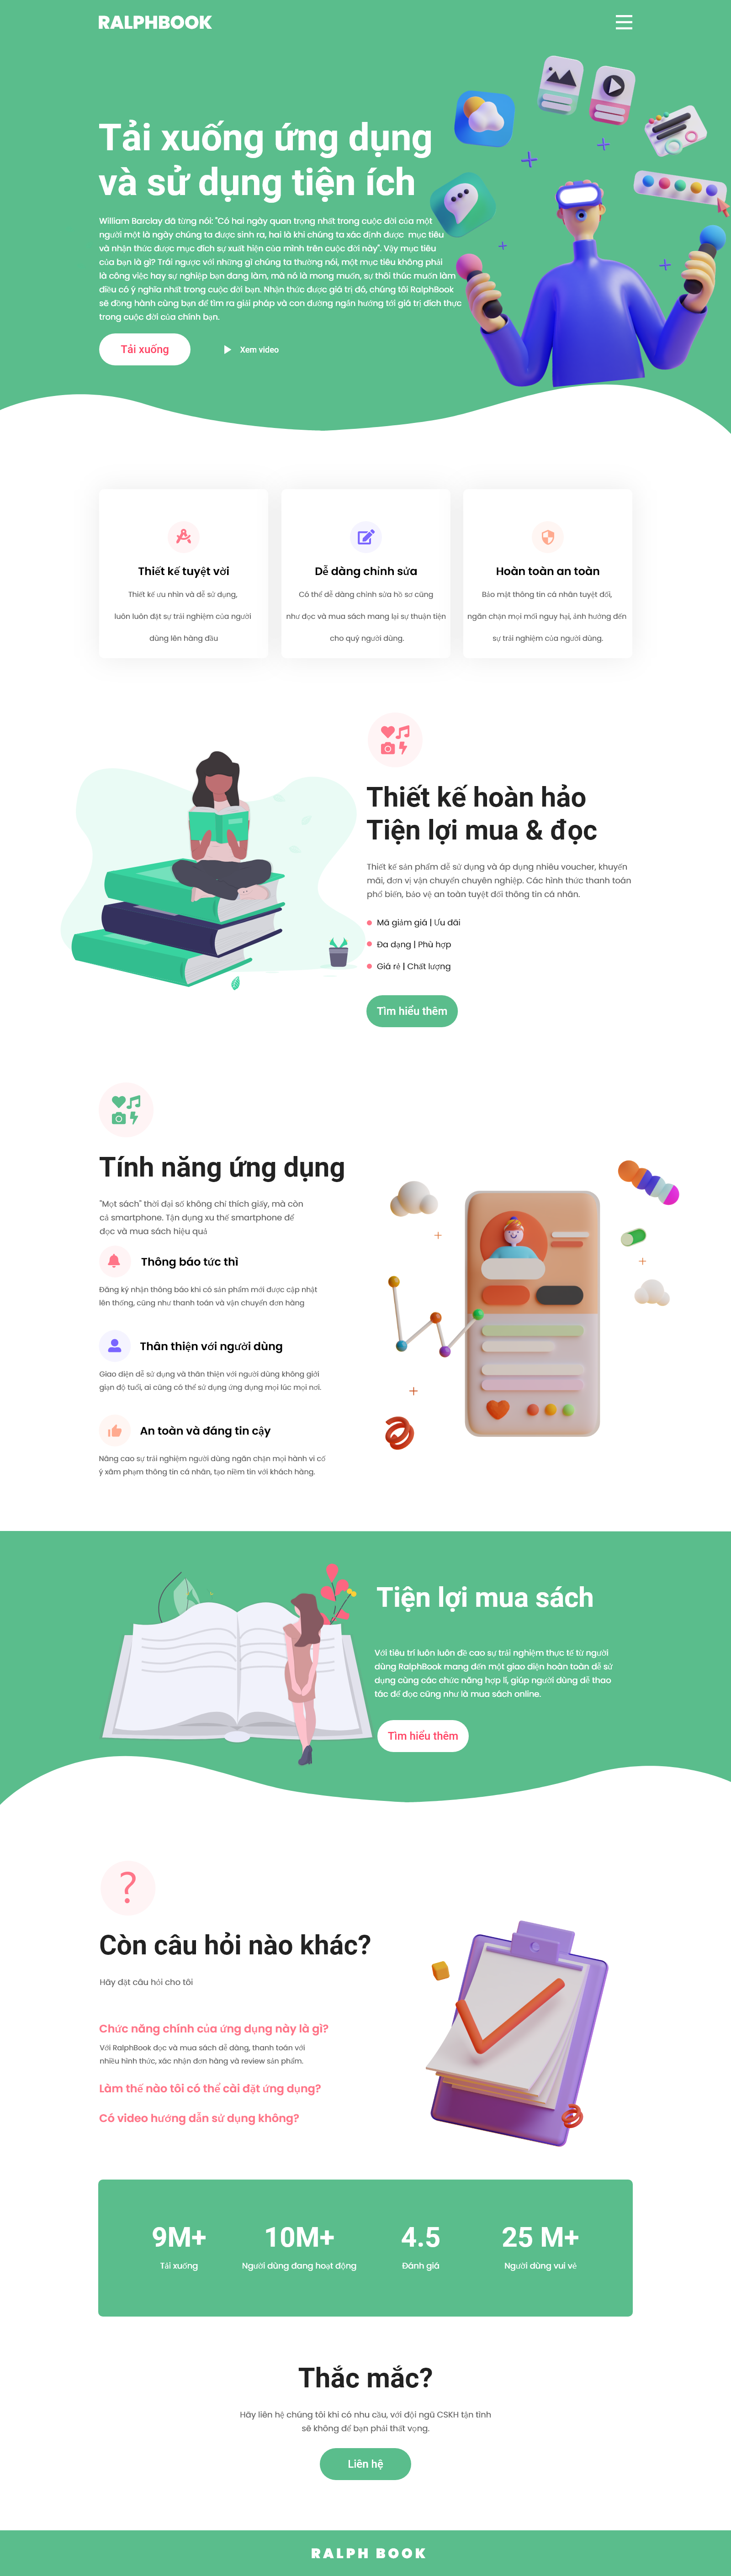 RALPHBOOK
Tải xuống ứng dụng
và sử dụng tiện ích
William Barclay đã từng nói: "Có hai ngày quan trọng nhất trong cuộc đời của một
người một là ngày chúng ta được sinh ra, hai là khi chúng ta xác định được mục tiêu
và nhận thức được mục đích sự xuất hiện của mình trên cuộc đời này". Vậy mục tiêu
của bạn là gì? Trái ngược với những gì chúng ta thường nói, một mục tiêu không phải
là công việc hay sự nghiệp bạn đang làm, mà nó là mong muốn, sự thôi thúc muốn làm
điều có ý nghĩa nhất trong cuộc đời bạn. Nhận thức được giá trị đó, chúng tôi RalphBook
sẽ đồng hành cùng bạn để tìm ra giải pháp và con đường ngắn hướng tới giá trị đích thực
trong cuộc đời của chính bạn.
Tải xuống
Xem video
Thiết kế tuyệt vời
Thiết kế ưu nhìn và dễ sử dụng,
luôn luôn đặt sự trải nghiệm của người
dùng lên hàng đầu
Dễ dàng chỉnh sửa
Có thể dễ dàng chỉnh sửa hồ sơ cũng
như đọc và mua sách mang lại sự thuận tiện
cho quý người dùng.
Hoàn toàn an toàn
Bảo mật thông tin cá nhân tuyệt đối,
ngăn chặn mọi mối nguy hại, ảnh hưởng đến
sự trải nghiệm của người dùng.
Thiết kế hoàn hảo
Tiện lợi mua & đọc
Thiết kế sản phẩm dễ sử dụng và áp dụng nhiều voucher, khuyến
mãi, đơn vị vận chuyển chuyên nghiệp. Các hình thức thanh toán
phổ biến, bảo vệ an toàn tuyệt đối thông tin cá nhân.
Mã giảm giá | Ưu đãi
Đa dạng | Phù hợp
Giá rẻ | Chất lượng
Tìm hiểu thêm
Tính năng ứng dụng
"Mọt sách" thời đại số không chỉ thích giấy, mà còn
cả smartphone. Tận dụng xu thế smartphone để
đọc và mua sách hiệu quả
Thông báo tức thì
Đăng ký nhận thông báo khi có sản phẩm mới được cập nhật
lên thống, cũng như thanh toán và vận chuyển đơn hàng
Thân thiện với người dùng
Giao diện dễ sử dụng và thân thiện với người dùng không giới
gian độ tuổi, ai cũng có thể sử dụng ứng dụng mọi lúc mọi nơi.
An toàn và đáng tin cậy
Nâng cao sự trải nghiệm người dùng ngăn chặn mọi hành vi cố
ý xâm phạm thông tin cá nhân, tạo niềm tin với khách hàng.
Tiện lợi mua sách
Với tiêu trí luôn luôn đề cao sự trải nghiệm thực tế từ người
dùng RalphBook mang đến một giao diện hoàn toàn dễ sử
dụng cùng các chức năng hợp lí, giúp người dùng dễ thao
tác để đọc cũng như là mua sách online.
Tìm hiểu thêm
?
Còn câu hỏi nào khác?
Hãy đặt câu hỏi cho tôi
Chức năng chính của ứng dụng này là gì?
Với RalphBook đọc và mua sách dễ dàng, thanh toán với
nhiều hình thức, xác nhận đơn hàng và review sản phẩm.
Làm thế nào tôi có thể cài đặt ứng dụng?
Có video hướng dẫn sử dụng không?
9M+
Tải xuống
10M+
Người dùng đang hoạt động
4.5
Đánh giá
25 M+
Người dùng vui vẻ
Thắc mắc?
Hãy liên hệ chúng tôi khi có nhu cầu, với đội ngũ CSKH tận tình
sẽ không để bạn phải thất vọng.
Liên hệ
RALPH BOOK